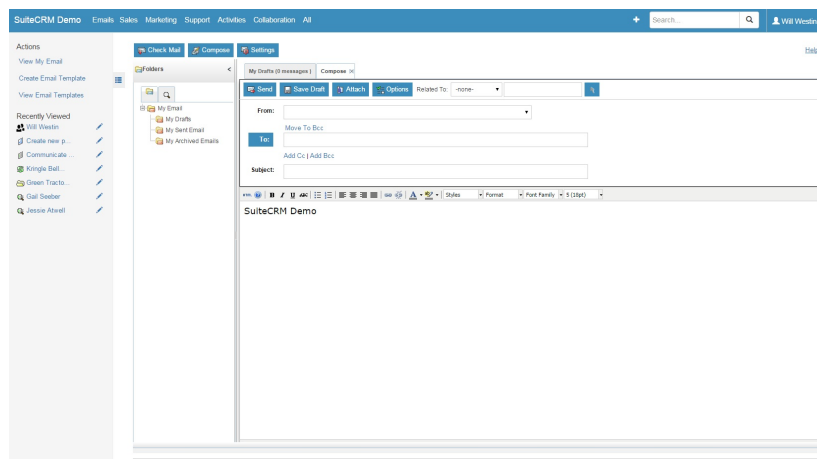 SuiteCRM Demo Emails Sales Marketing Support Activities Collaboration All Search... Will Westin
Actions
View My Email
Create Email Template
View Email Templates
Recently Viewed
Will Westin
Create new p...
Communicate ...
Kringle Bell...
Green Tracto...
Gail Seeber
Jessie Atwell
Check Mail Compose Settings Help
Folders <
My Email
My Drafts
My Sent Email
My Archived Emails
My Drafts (0 messages ) Compose
Send Save Draft Attach Options Related To: -none-
From:
Move To Bcc
To:
Add Cc | Add Bcc
Subject:
HTML B I U ABC A Styles Format Font Family 5 (18pt)
SuiteCRM Demo